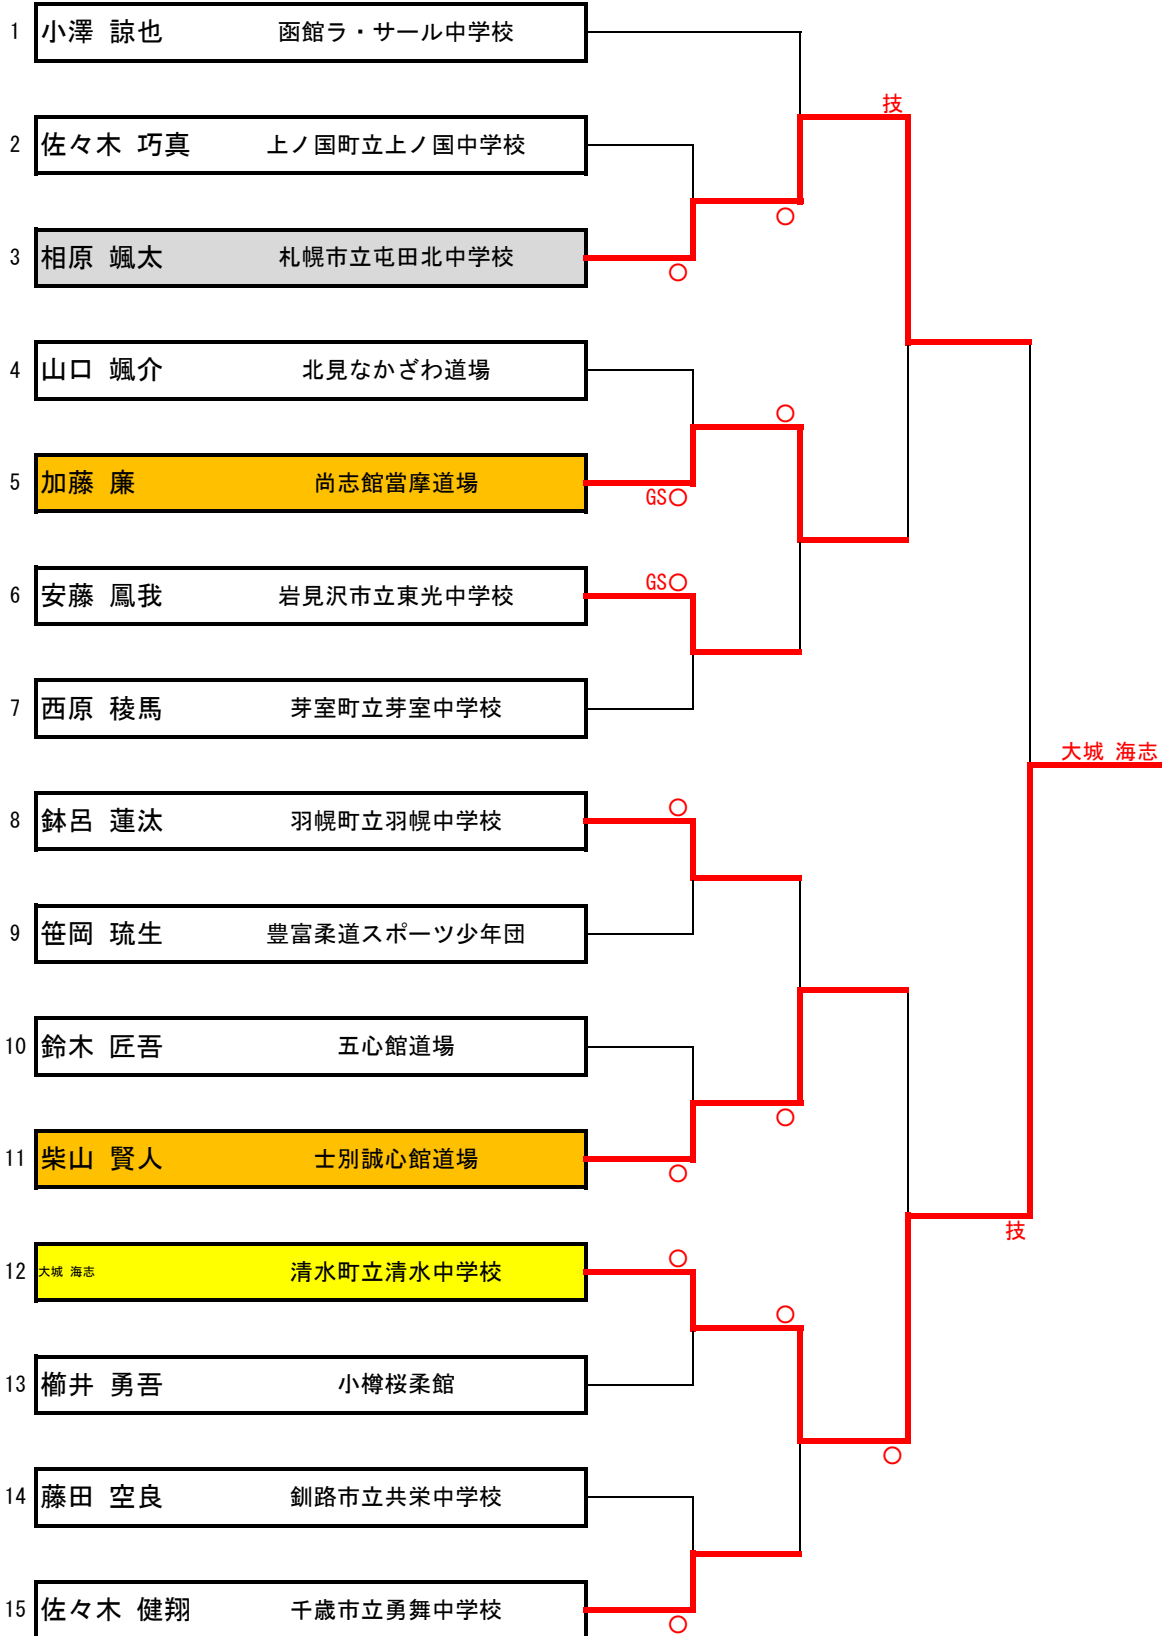 1 小澤 諒也 函館ラ・サール中学校
技
2 佐々木 巧真 上ノ国町立上ノ国中学校
○
3 相原 颯太 札幌市立屯田北中学校
○
4 山口 颯介 北見なかざわ道場
○
5 加藤 廉 尚志館當摩道場
GS○
GS○
6 安藤 鳳我 岩見沢市立東光中学校
7 西原 稜馬 芽室町立芽室中学校
大城 海志
○
8 鉢呂 蓮汰 羽幌町立羽幌中学校
9 笹岡 琉生 豊富柔道スポーツ少年団
10 鈴木 匠吾 五心館道場
○
11 柴山 賢人 士別誠心館道場
○
技
○
12 大城 海志 清水町立清水中学校
○
13 櫛井 勇吾 小樽桜柔館
○
14 藤田 空良 釧路市立共栄中学校
15 佐々木 健翔 千歳市立勇舞中学校
○